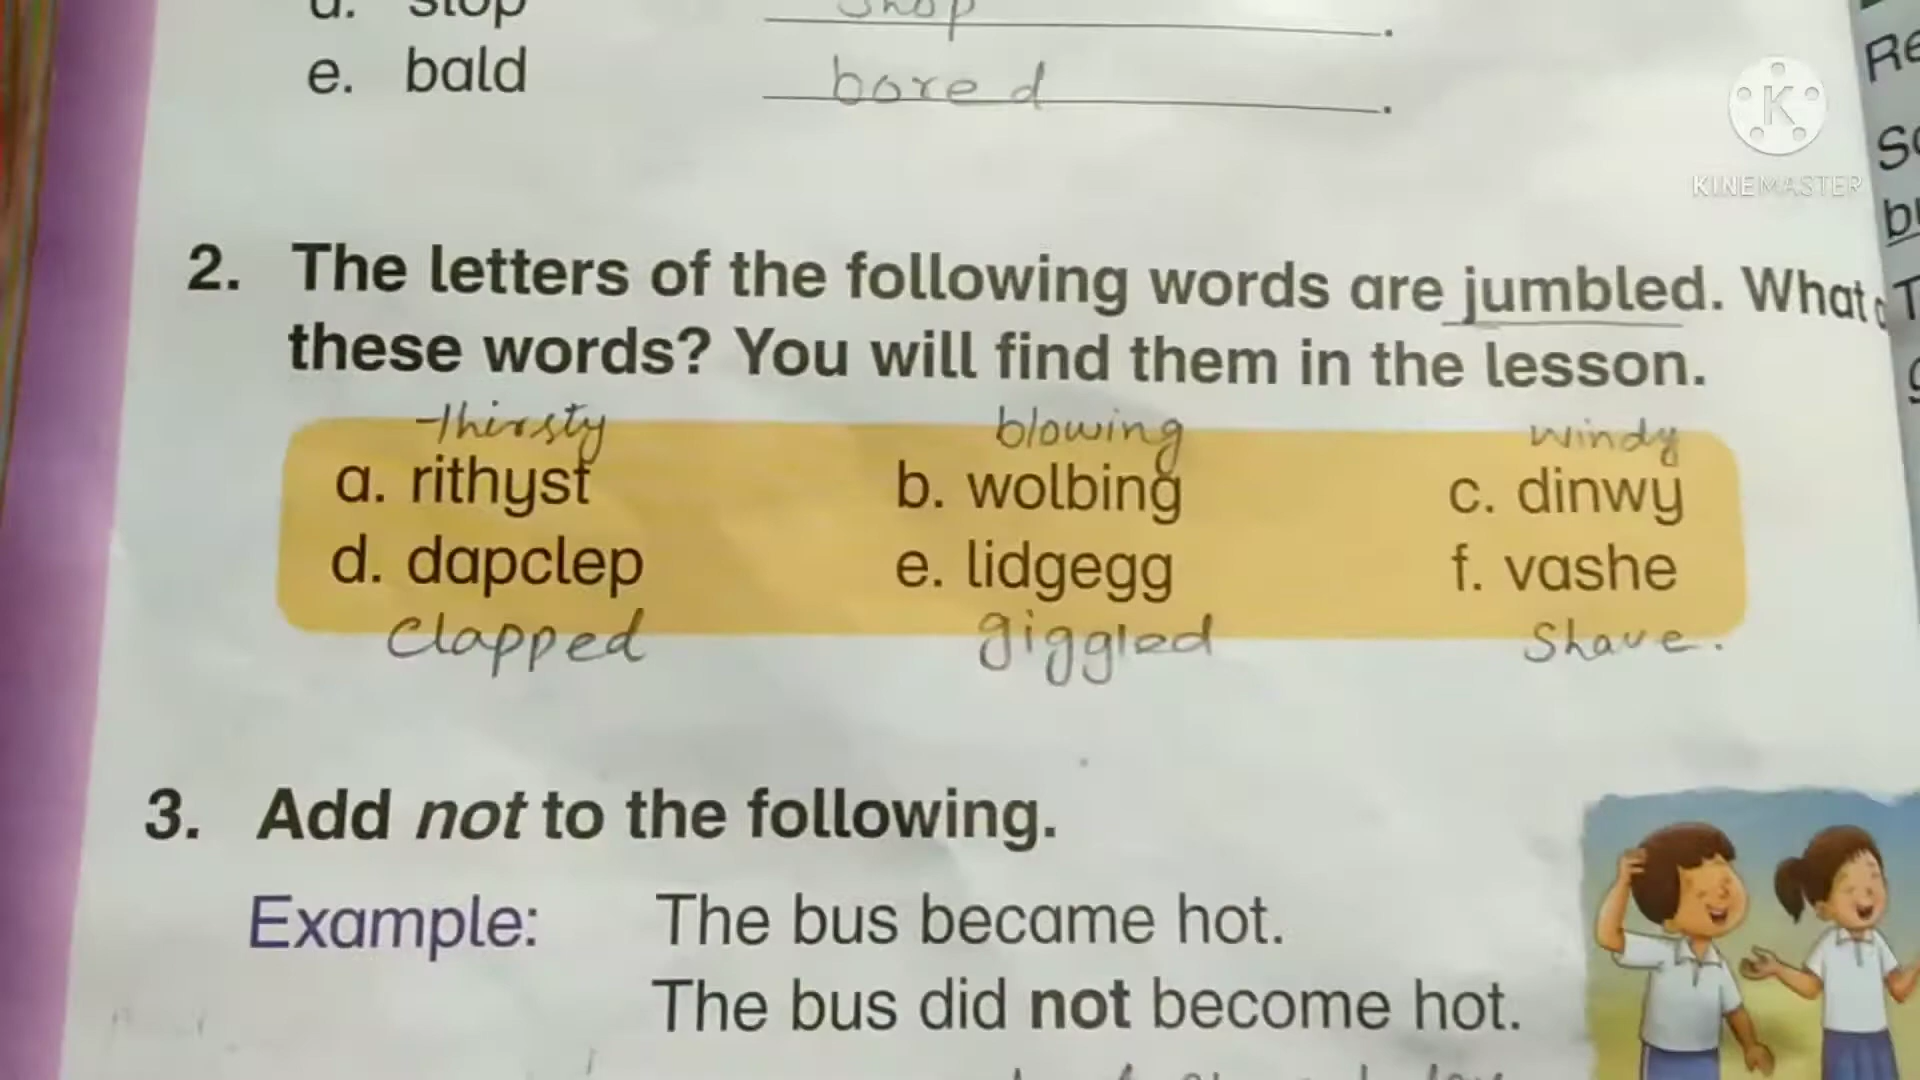 d. stop shop.
e. bald bored.
KINEMASTER
2. The letters of the following words are jumbled. What
these words? You will find them in the lesson.
thirsty blowing windy
a. rithyst b. wolbing c. dinwy
d. dapclep e. lidgegg f. vashe
Clapped giggled Shave.
3. Add not to the following.
Example: The bus became hot.
The bus did not become hot.